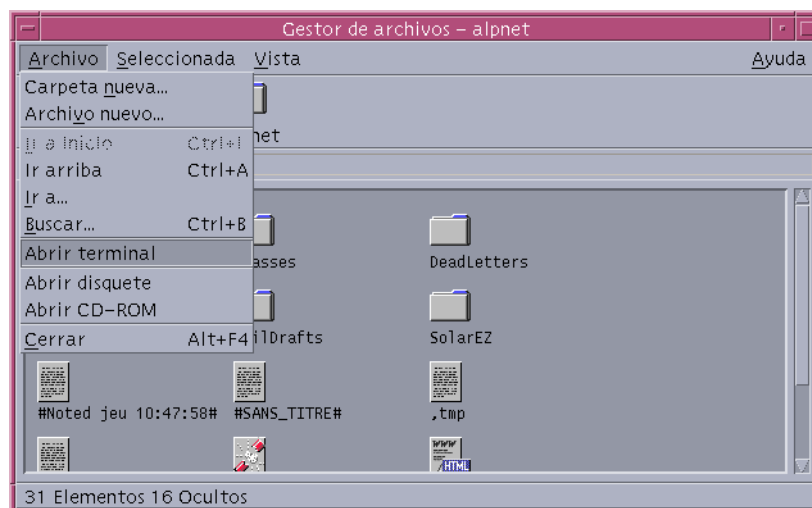 Gestor de archivos – alpnet
Archivo Seleccionada Vista Ayuda
Carpeta nueva...
Archivo nuevo...
Ir a Inicio Ctrl+I
Ir arriba Ctrl+A
Ir a...
Buscar... Ctrl+B
Abrir terminal
Abrir disquete
Abrir CD–ROM
Cerrar Alt+F4
net
asses DeadLetters
ilDrafts SolarEZ
#Noted jeu 10:47:58# #SANS_TITRE# ,tmp
WWW
HTML
31 Elementos 16 Ocultos